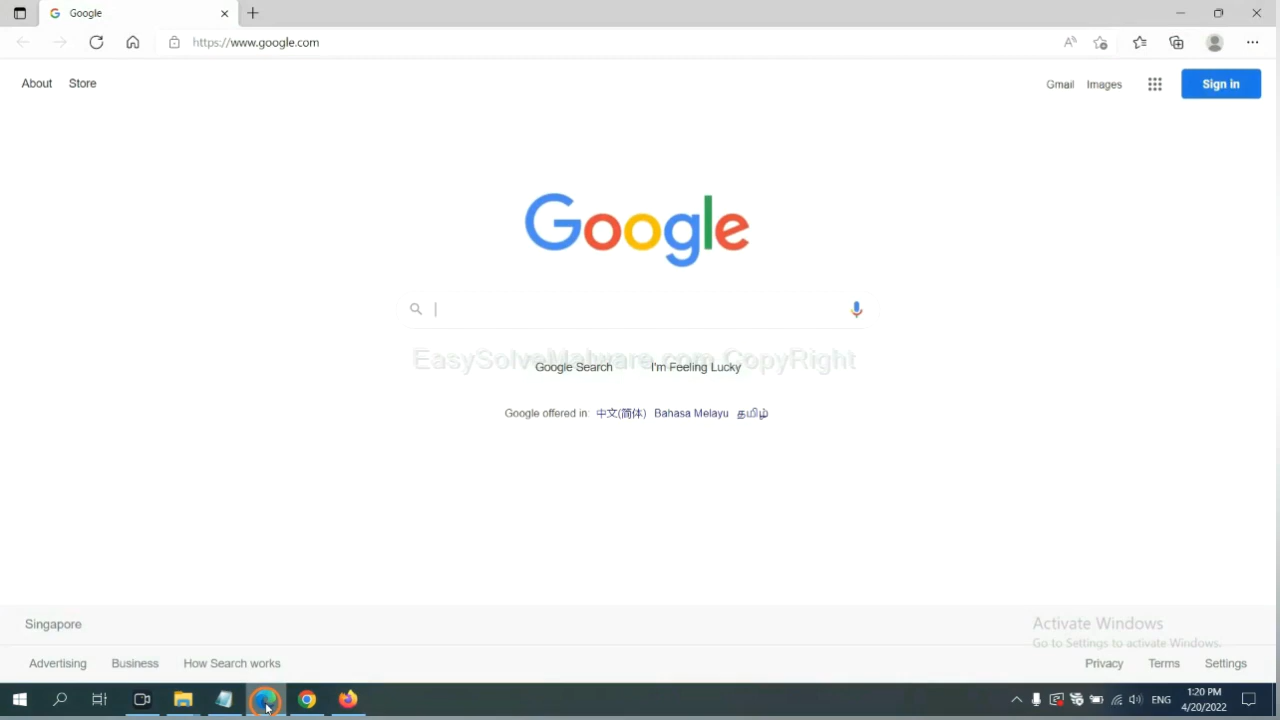 Google
https://www.google.com
About Store
Gmail Images Sign in
Google
EasySolveMalware.com CopyRight
Google Search I'm Feeling Lucky
Google offered in: 中文(简体) Bahasa Melayu தமிழ்
Singapore
Activate Windows
Go to Settings to activate Windows.
Advertising Business How Search works
Privacy Terms Settings
ENG
1:20 PM
4/20/2022